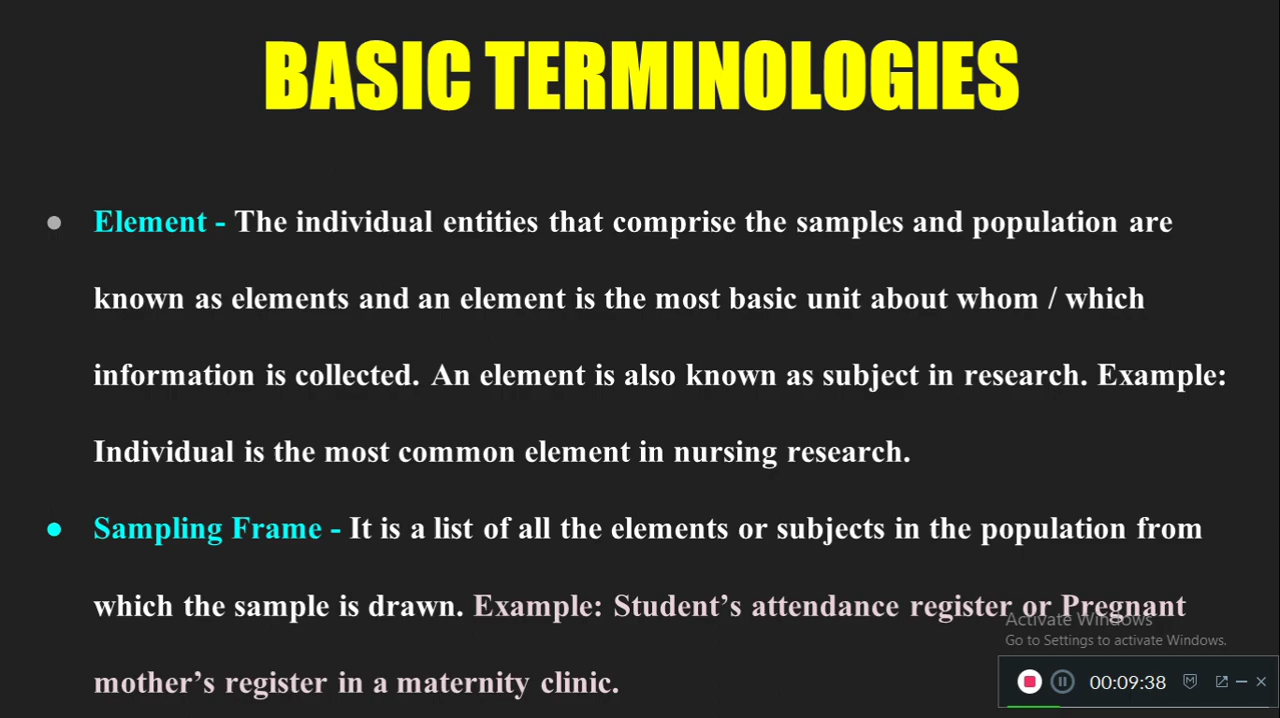 BASIC TERMINOLOGIES
● Element - The individual entities that comprise the samples and population are
known as elements and an element is the most basic unit about whom / which
information is collected. An element is also known as subject in research. Example:
Individual is the most common element in nursing research.
● Sampling Frame - It is a list of all the elements or subjects in the population from
which the sample is drawn. Example: Student’s attendance register or Pregnant
mother’s register in a maternity clinic.
Activate Windows
Go to Settings to activate Windows.
00:09:38